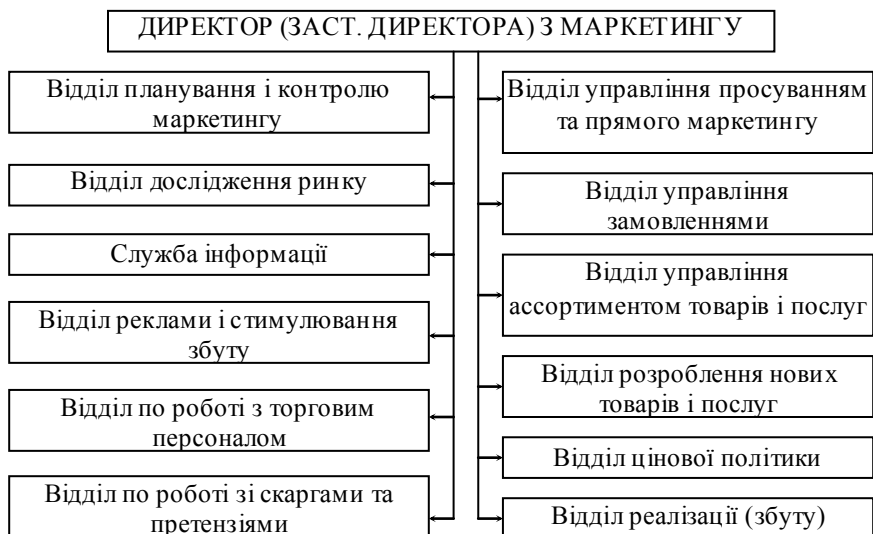 ДИРЕКТОР (ЗАСТ. ДИРЕКТОРА) З МАРКЕТИНГУ
Відділ планування і контролю
маркетингу
Відділ дослідження ринку
Служба інформації
Відділ реклами і стимулювання
збуту
Відділ по роботі з торговим
персоналом
Відділ по роботі зі скаргами та
претензіями
Відділ управління просуванням
та прямого маркетингу
Відділ управління
замовленнями
Відділ управління
ассортиментом товарів і послуг
Відділ розроблення нових
товарів і послуг
Відділ цінової політики
Відділ реалізації (збуту)